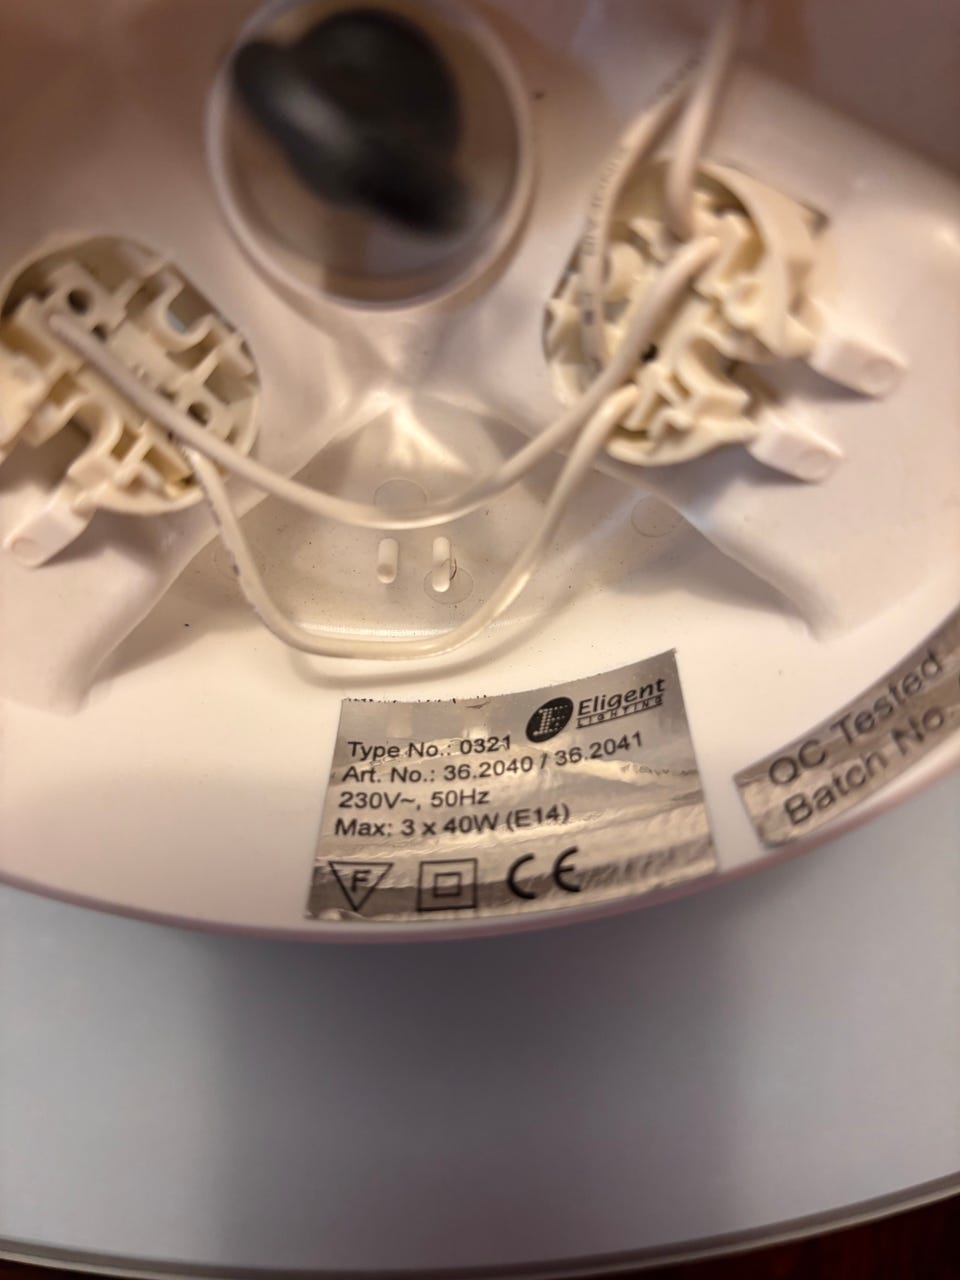 Eligent
LIGHTING
Type No.: 0321
Art. No.: 36.2040 / 36.2041
230V~, 50Hz
Max: 3 x 40W (E14)
F
CE
QC Tested
Batch No.